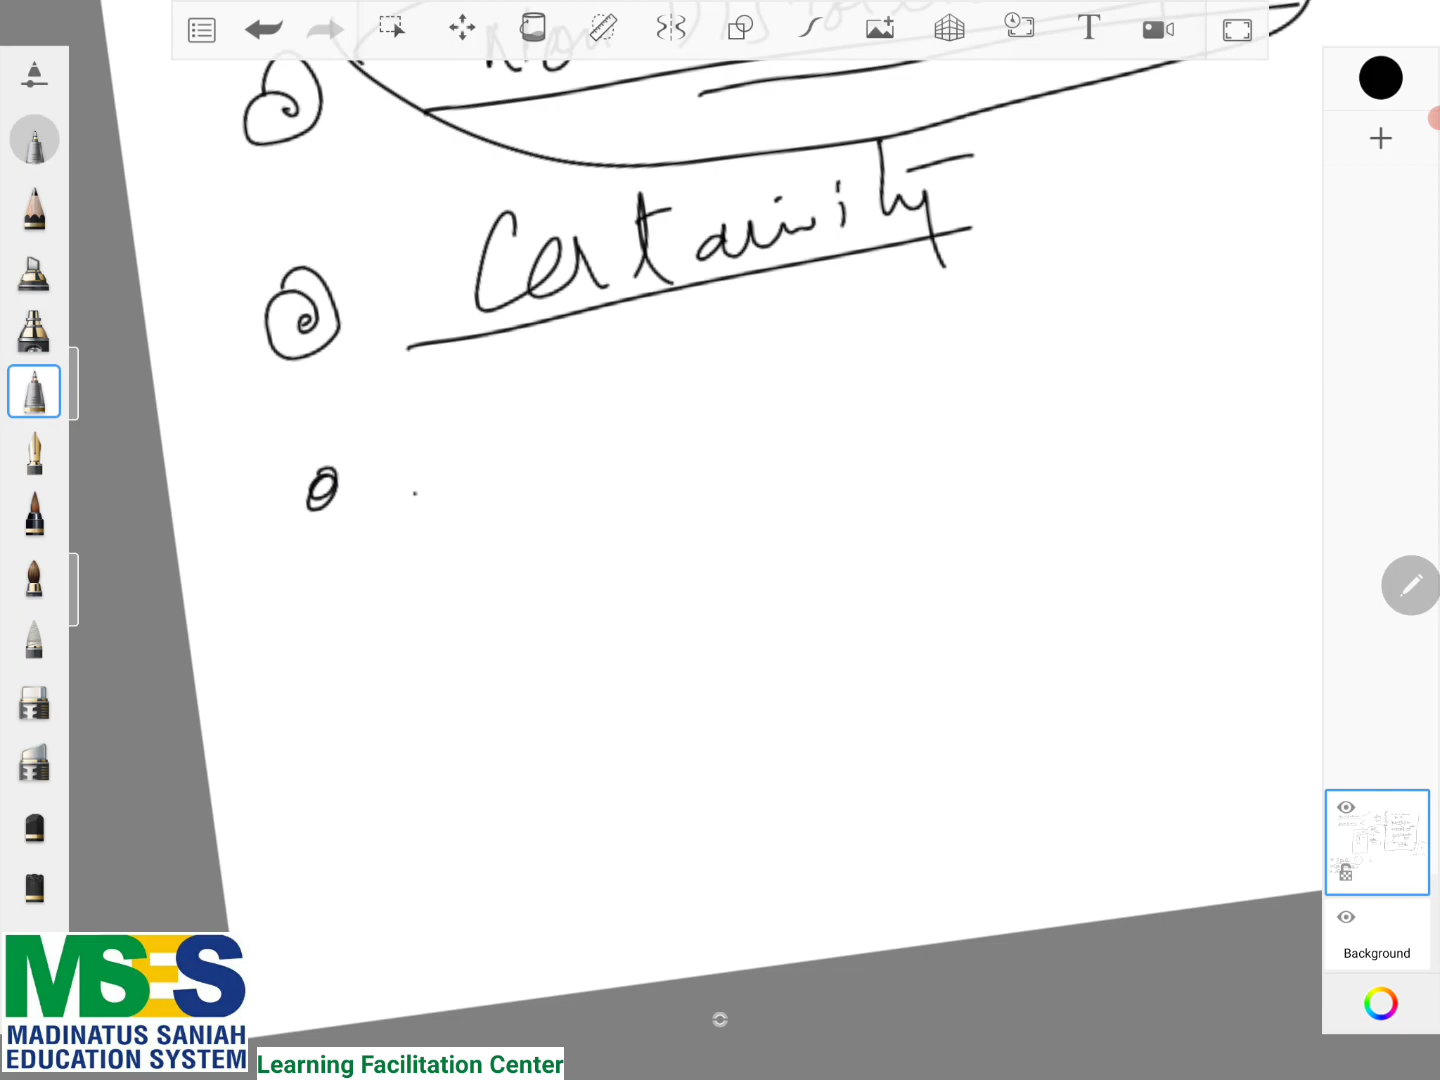 T
Certainity
Background
MSES
MADINATUS SANIAH
EDUCATION SYSTEM
Learning Facilitation Center